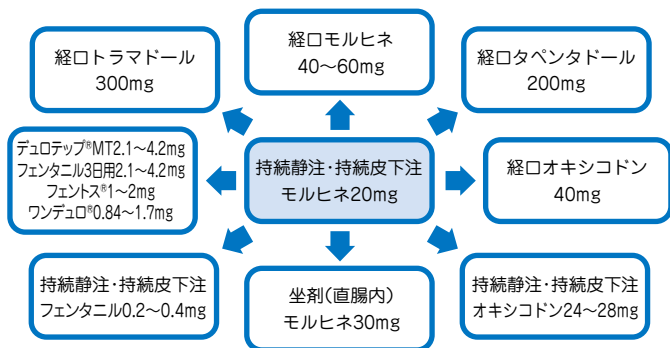 経口トラマドール
300mg
経口モルヒネ
40〜60mg
経口タペンタドール
200mg
デュロテップ®MT2.1〜4.2mg
フェンタニル3日用2.1〜4.2mg
フェントス®1〜2mg
ワンデュロ®0.84〜1.7mg
持続静注・持続皮下注
モルヒネ20mg
経口オキシコドン
40mg
持続静注・持続皮下注
フェンタニル0.2〜0.4mg
坐剤(直腸内)
モルヒネ30mg
持続静注・持続皮下注
オキシコドン24〜28mg